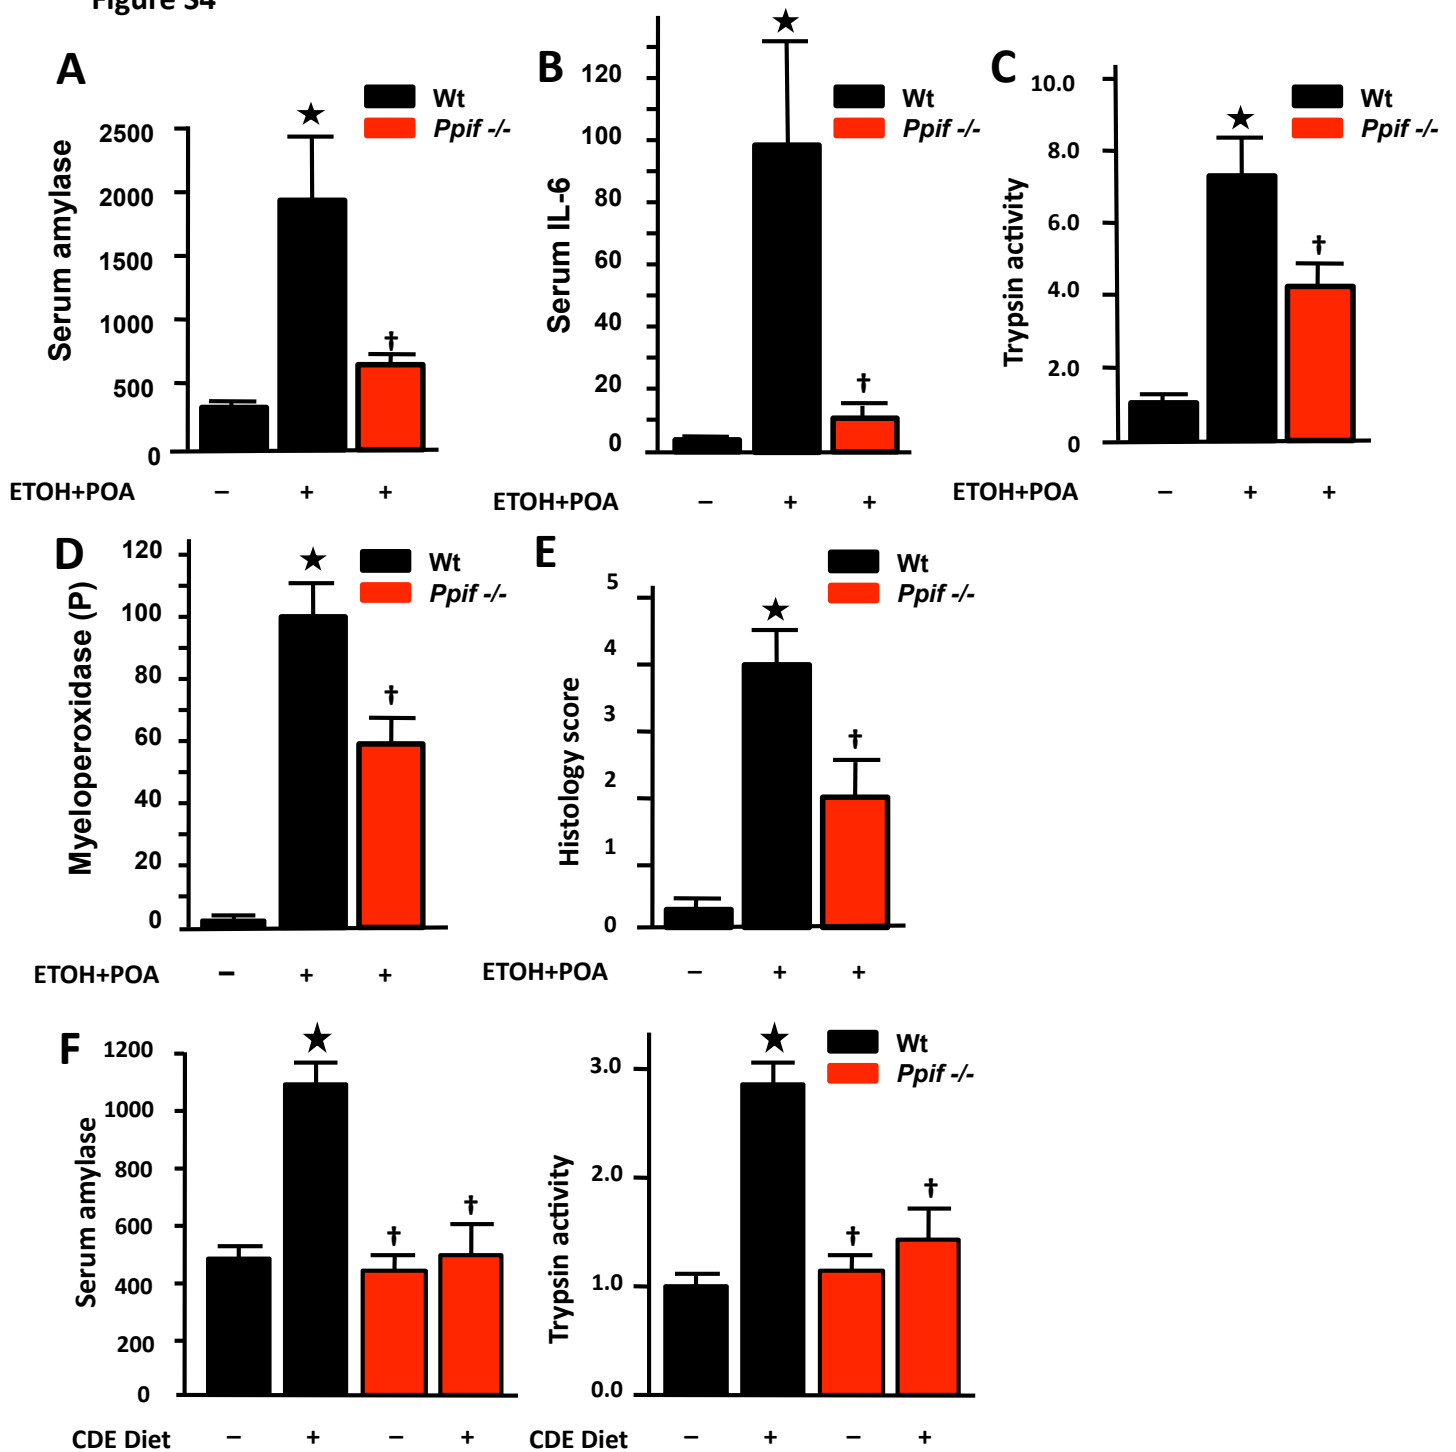 Figure S4
A
Wt
Ppif -/-
★
†
Serum amylase
2500
2000
1500
1000
500
0
ETOH+POA – + +
B
Wt
Ppif -/-
★
†
Serum IL-6
120
100
80
60
40
20
0
ETOH+POA – + +
C
Wt
Ppif -/-
★
†
Trypsin activity
10.0
8.0
6.0
4.0
2.0
0
ETOH+POA – + +
D
Wt
Ppif -/-
★
†
Myeloperoxidase (P)
120
100
80
60
40
20
0
ETOH+POA – + +
E
Wt
Ppif -/-
★
†
Histology score
5
4
3
2
1
0
ETOH+POA – + +
F
★
† †
Serum amylase
1200
1000
800
600
400
200
0
CDE Diet – + – +
Wt
Ppif -/-
★
† †
Trypsin activity
3.0
2.0
1.0
0.0
CDE Diet – + – +